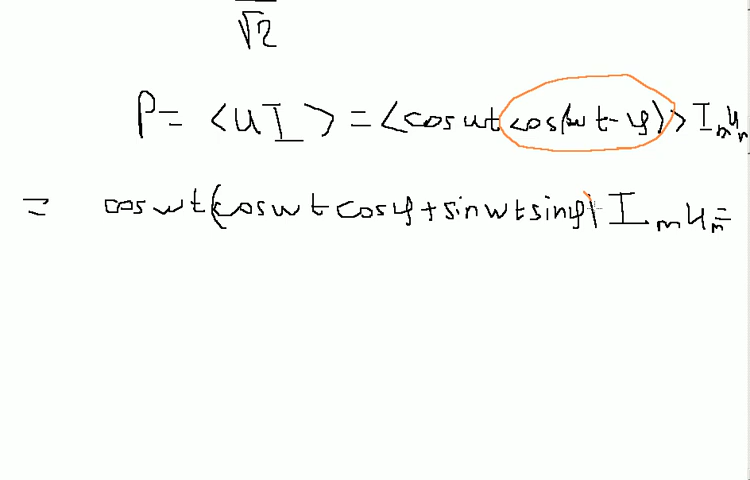 √2
P = <UI> = <cos ωt cos(ωt - φ)> I_m U_m
= cos ωt (cos ωt cos φ + sin ωt sin φ) I_m U_m =